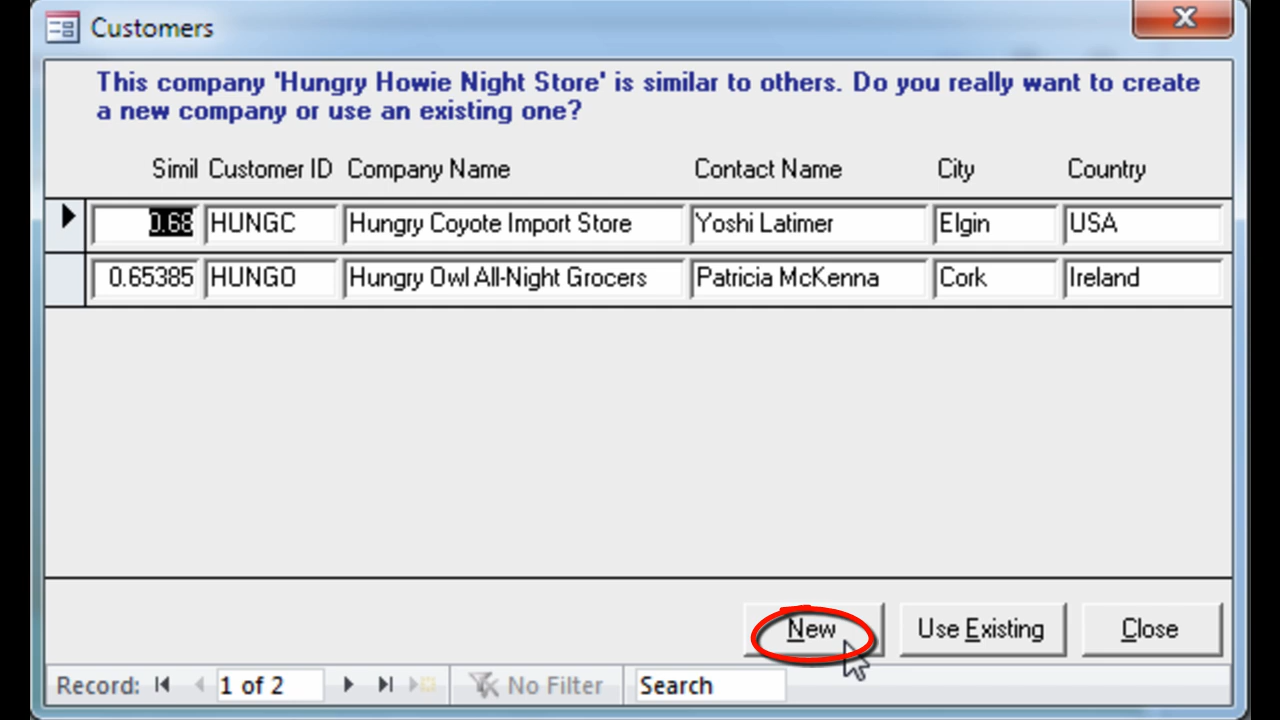 Customers
This company 'Hungry Howie Night Store' is similar to others. Do you really want to create
a new company or use an existing one?
Simil Customer ID Company Name Contact Name City Country
0.68 HUNGC Hungry Coyote Import Store Yoshi Latimer Elgin USA
0.65385 HUNGO Hungry Owl All-Night Grocers Patricia McKenna Cork Ireland
New Use Existing Close
Record: 1 of 2 No Filter Search